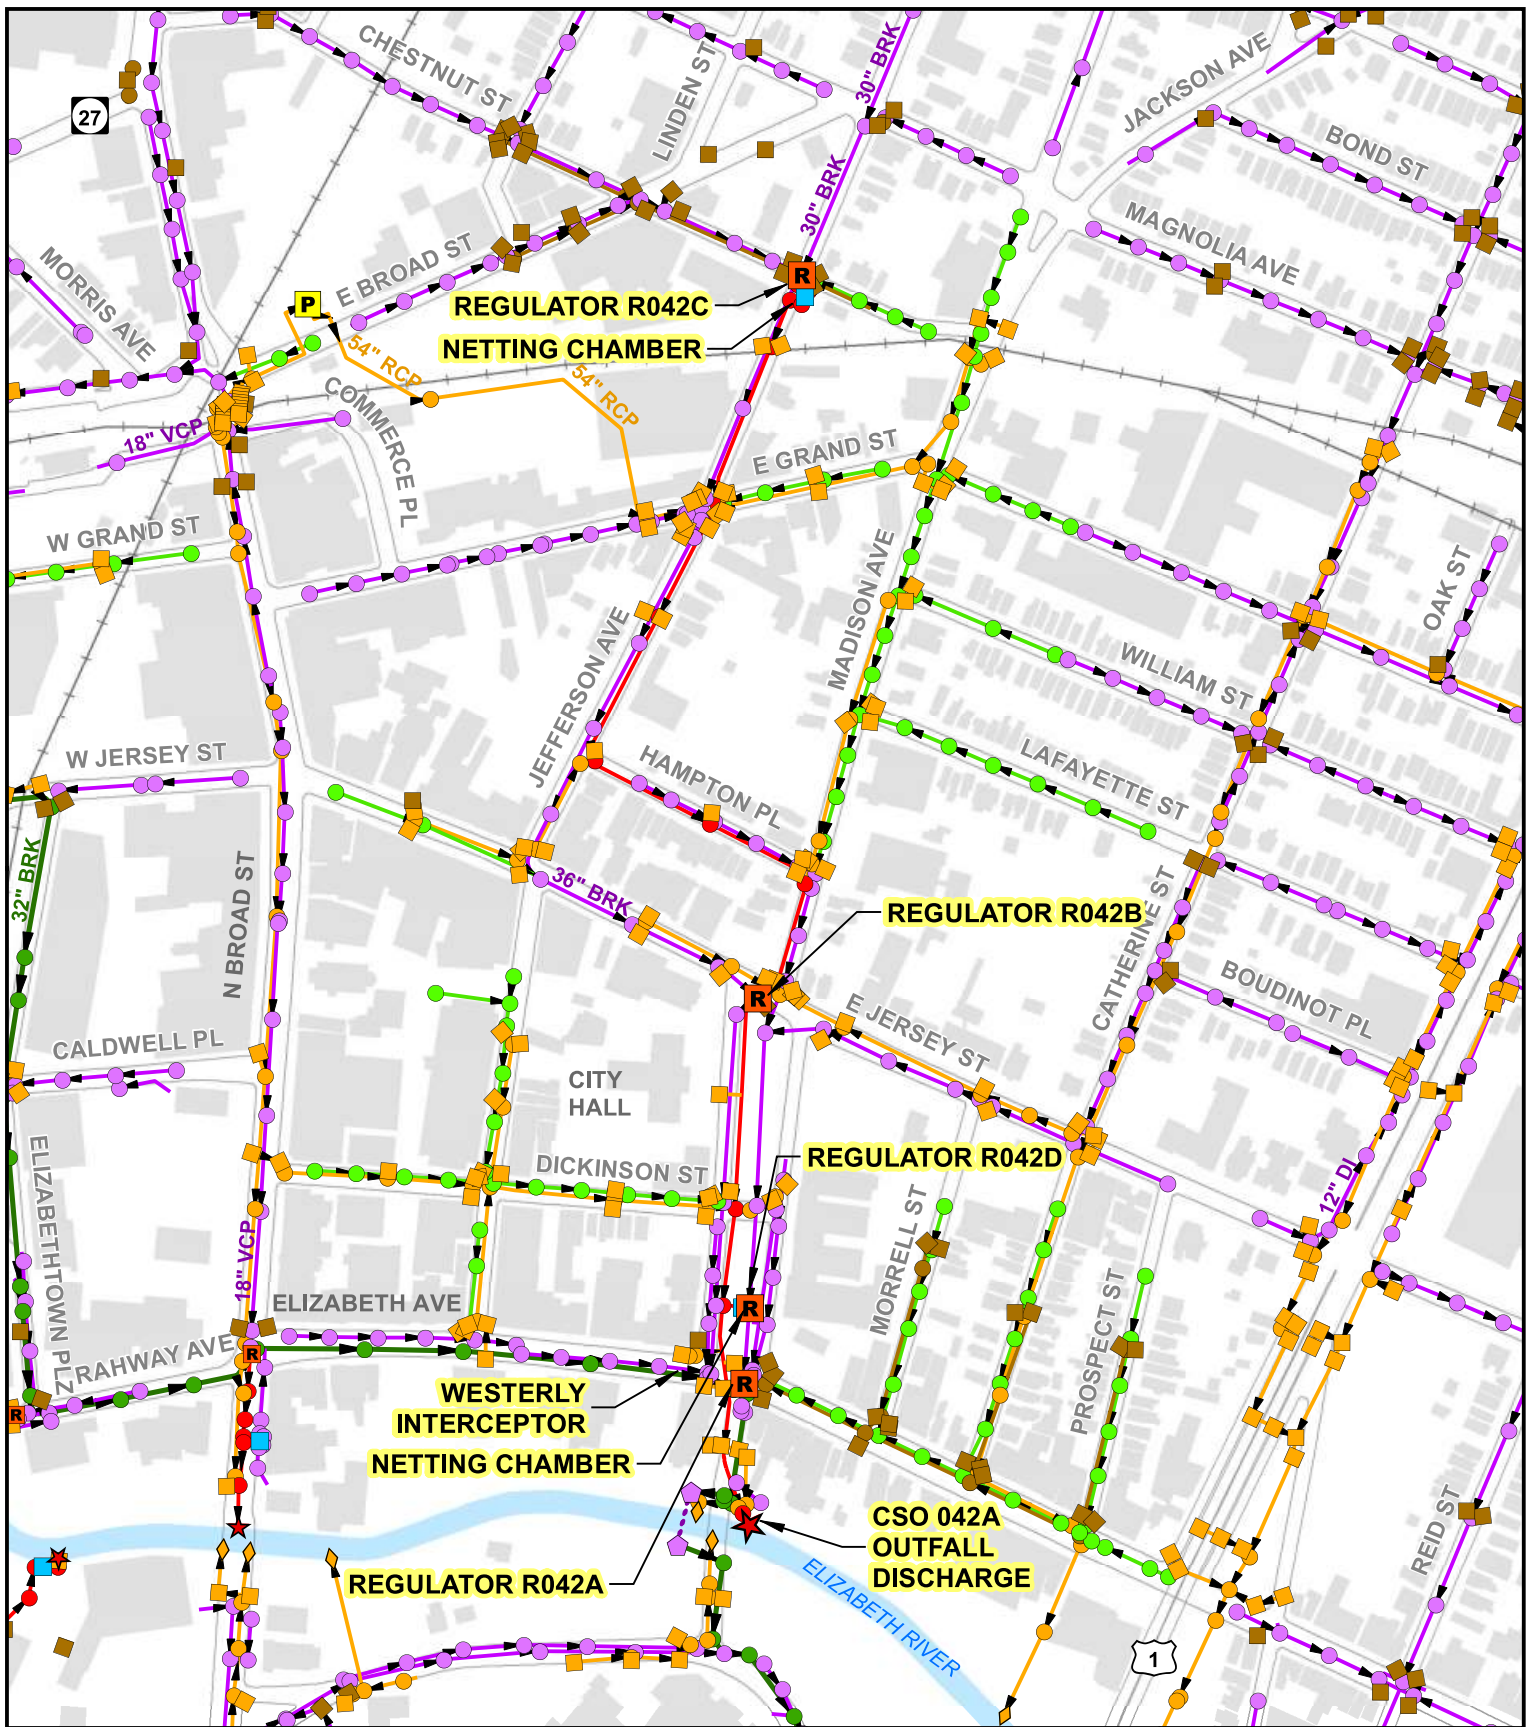 CHESTNUT ST
LINDEN ST
30" BRK
JACKSON AVE
27
BOND ST
30" BRK
MAGNOLIA AVE
MORRIS AVE
E BROAD ST
R
P
REGULATOR R042C
NETTING CHAMBER
54" RCP
54" RCP
COMMERCE PL
18" VCP
E GRAND ST
W GRAND ST
MADISON AVE
OAK ST
JEFFERSON AVE
WILLIAM ST
W JERSEY ST
HAMPTON PL
LAFAYETTE ST
32" BRK
N BROAD ST
36" BRK
REGULATOR R042B
CATHERINE ST
R
BOUDINOT PL
E JERSEY ST
CALDWELL PL
CITY
HALL
ELIZABETHTOWN PLZ
DICKINSON ST
REGULATOR R042D
12" DI
MORRELL ST
18" VCP
ELIZABETH AVE
R
PROSPECT ST
RAHWAY AVE
R
R
R
WESTERLY
INTERCEPTOR
NETTING CHAMBER
CSO 042A
OUTFALL
DISCHARGE
REID ST
REGULATOR R042A
ELIZABETH RIVER
1